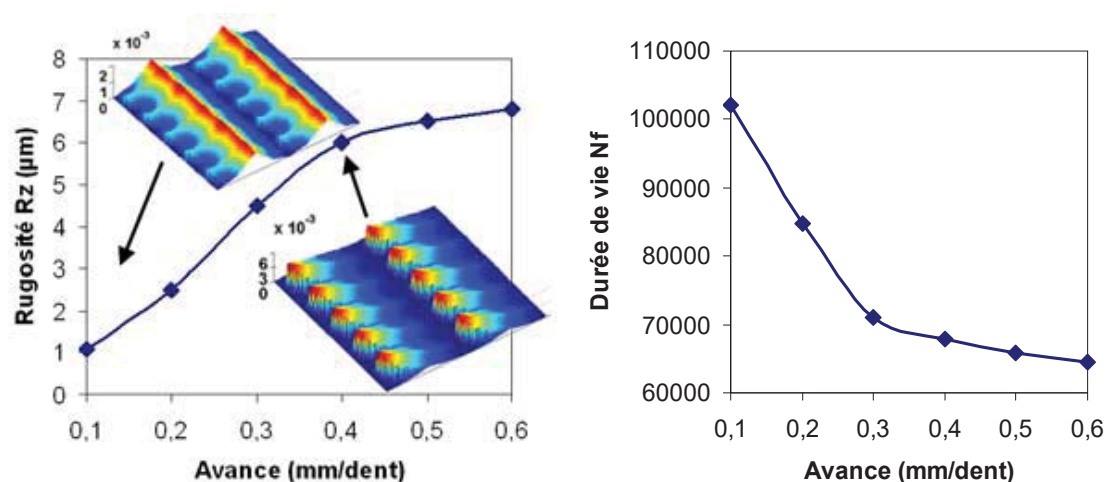 x 10⁻³
2
1
0
8
7
6
5
4
3
2
1
0
Rugosité Rz (µm)
x 10⁻³
6
3
0
0,1 0,2 0,3 0,4 0,5 0,6
Avance (mm/dent)
110000
100000
90000
80000
70000
60000
Durée de vie Nf
0,1 0,2 0,3 0,4 0,5 0,6
Avance (mm/dent)